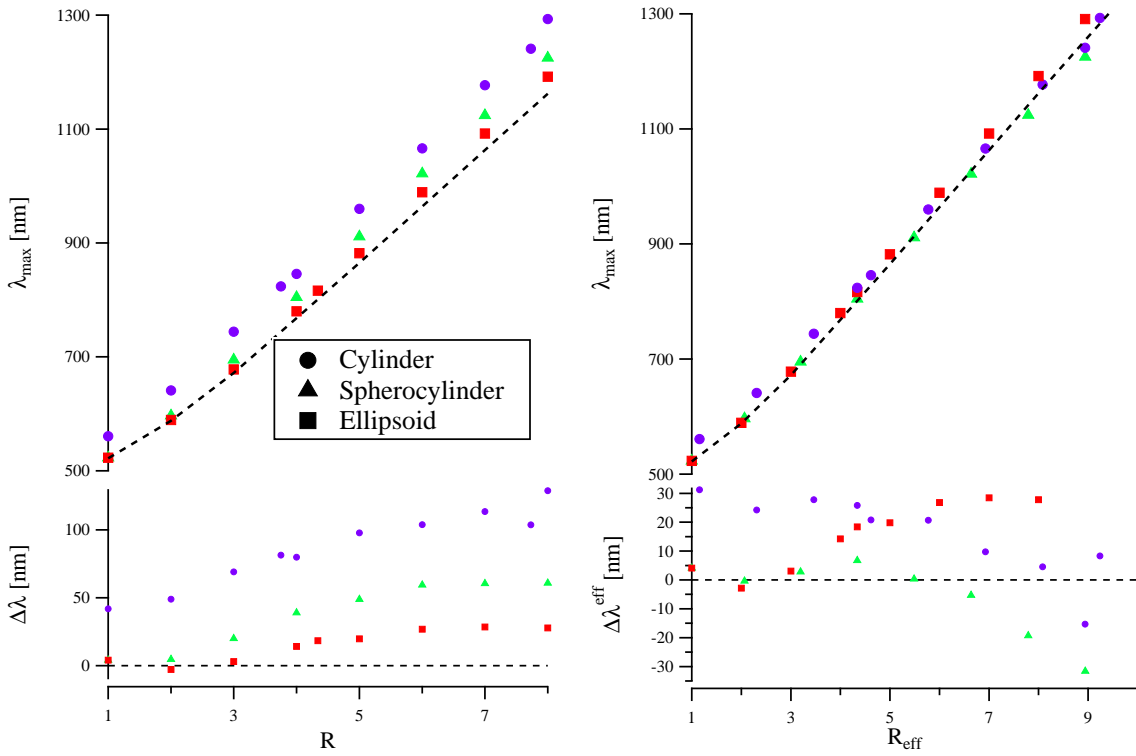 1300
1100
900
700
500
λmax [nm]
Cylinder
Spherocylinder
Ellipsoid
100
50
0
Δλ [nm]
1 3 5 7
R
1300
1100
900
700
500
λmax [nm]
30
20
10
0
-10
-20
-30
Δλeff [nm]
1 3 5 7 9
Reff